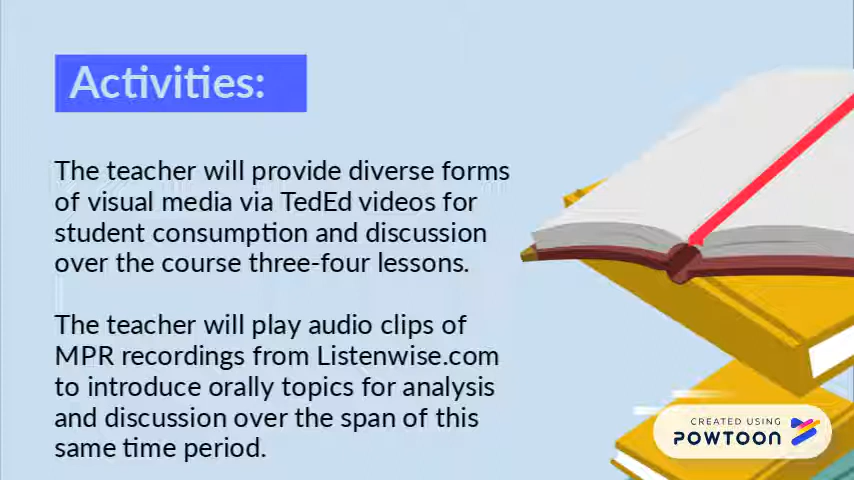 Activities:
The teacher will provide diverse forms
of visual media via TedEd videos for
student consumption and discussion
over the course three-four lessons.
The teacher will play audio clips of
MPR recordings from Listenwise.com
to introduce orally topics for analysis
and discussion over the span of this
same time period.
CREATED USING
POWTOON